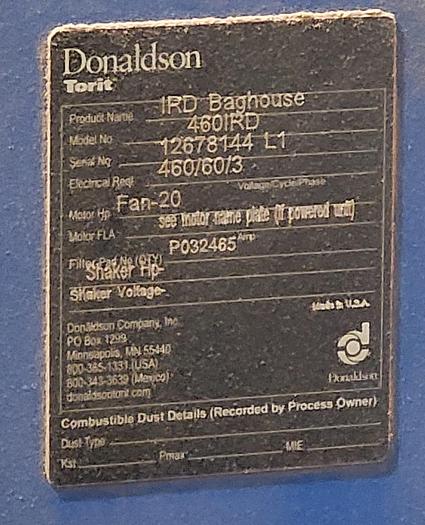 Donaldson
Torit
Product Name IRD Baghouse
Model No 460IRD
Serial No 12678144 L1
Electrical Reqt 460/60/3
Voltage/Cycle/Phase
Motor Hp Fan-20
Motor FLA see motor name plate (if powered unit)
Amp
Filter Part No (QTY) P032465
Shaker Hp-
Shaker Voltage-
Made in U.S.A.
Donaldson Company, Inc.
PO Box 1299
Minneapolis, MN 55440
800-365-1331 (USA)
800-343-3639 (Mexico)
donaldsontorit.com
Donaldson
Combustible Dust Details (Recorded by Process Owner)
Dust Type
Kst Pmax MIE